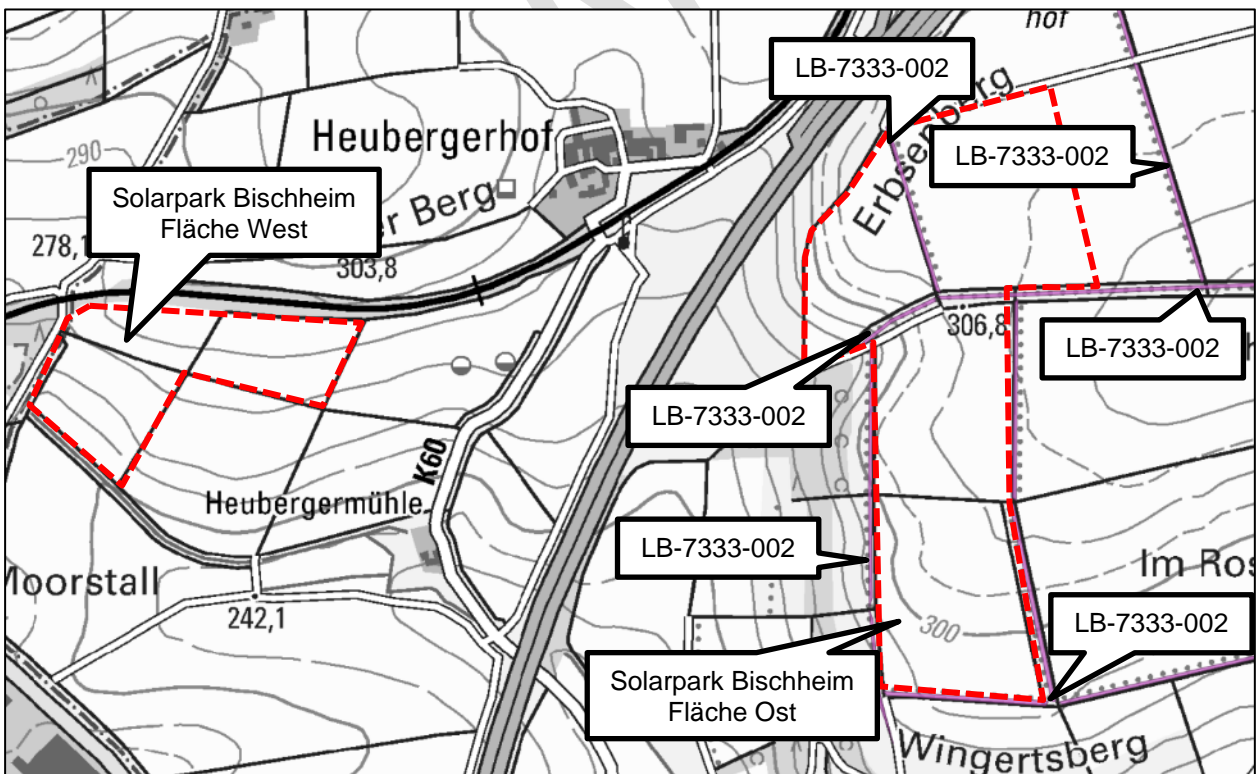 hof
LB-7333-002
Erbsenberg
LB-7333-002
Heubergerhof
290
Solarpark Bischheim
Fläche West
er Berg
278,1
303,8
306,8
LB-7333-002
LB-7333-002
K60
Heubergermühle
LB-7333-002
Im Ros
Moorstall
242,1
300
LB-7333-002
Solarpark Bischheim
Fläche Ost
Wingertsberg